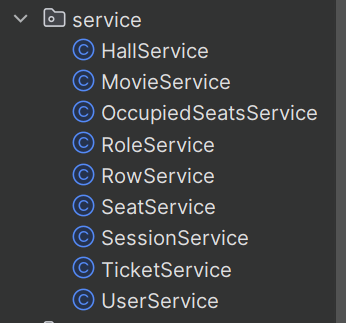 service
HallService
MovieService
OccupiedSeatsService
RoleService
RowService
SeatService
SessionService
TicketService
UserService